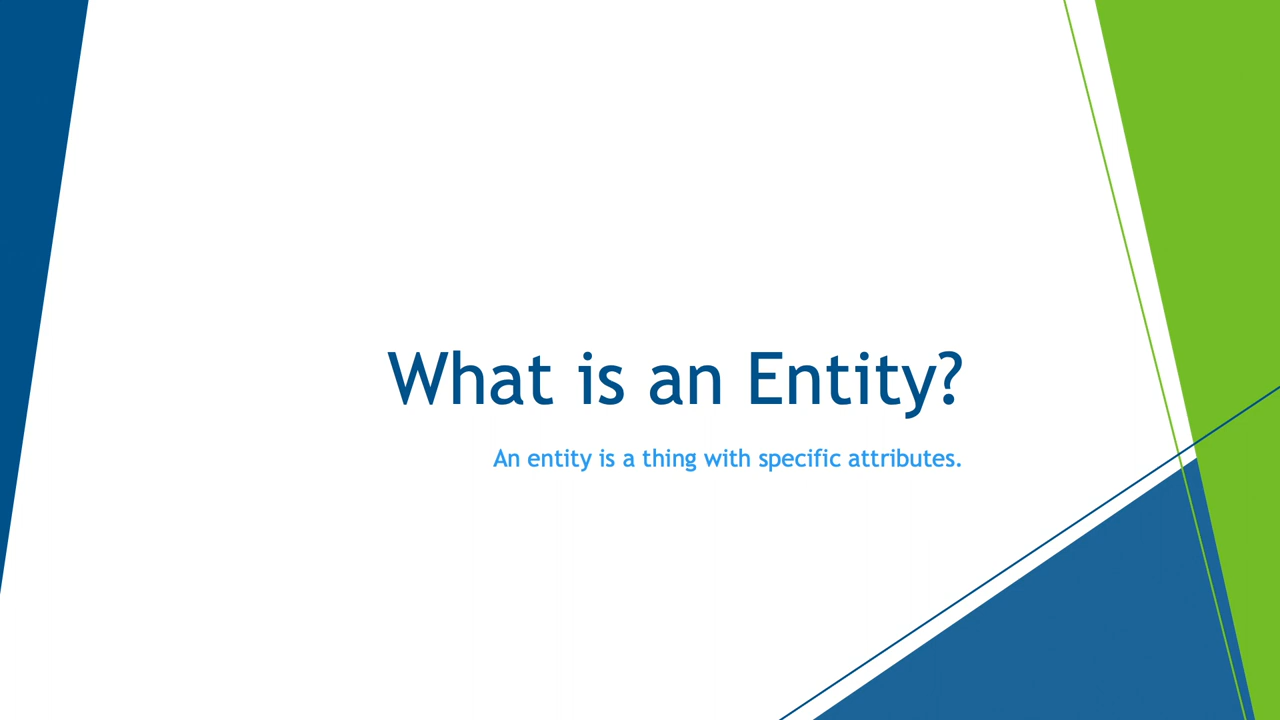 What is an Entity?
An entity is a thing with specific attributes.